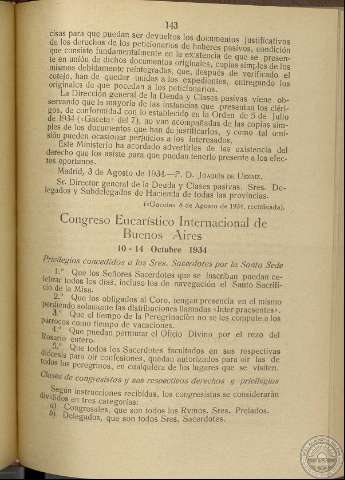 143
cisas para que puedan ser devueltos los documentos justificativos
de los derechos de los peticionarios de haberes pasivos, condición
que consiste fundamentalmente en la existencia de que se presen-
te en unión de dichos documentos originales, copias simples de los
mismos debidamente reintegradas, que, después de verificado el
cotejo, han de quedar unidas a los expedientes, entregando los
originales de que procedan a los peticionarios.
La Dirección general de la Deuda y Clases pasivas viene ob-
servando que la mayoría de las instancias que presentan los cléri-
gos, de conformidad con lo establecido en la Orden de 5 de Julio
de 1934 («Gaceta» del 7), no van acompañadas de las copias sim-
ples de los documentos que han de justificarlos, y como tal omi-
sión pueden ocasionar perjuicios a los interesados,
Este Ministerio ha acordado advertirles de la existencia del
derecho que los asiste para que puedan tenerlo presente a los efec-
tos oportunos.
Madrid, 3 de Agosto de 1934.—P. D. Joaquín de
Sr. Director general de la Deuda y Clases pasivas. Sres. De-
legados y Subdelegados de Hacienda de todas las provincias.
(«Gaceta» 8 de Agosto de 1934, rectificada).
Congreso Eucarístico Internacional de
Buenos Aires
10-14 Octubre 1934
Privilegios concedidos a los Sres. Sacerdotes por la Santa Sede
1.º Que los Señores Sacerdotes que se inscriban puedan ce-
lebrar todos los días, incluso los de navegación el Santo Sacrifi-
cio de la Misa.
2.º Que los obligados al Coro, tengan presencia en el mismo
perdiendo solamente las distribuciones llamadas «Inter praesentes».
3.º Que el tiempo de la Peregrinación no se les compute a los
párrocos como tiempo de vacaciones.
4.º Que puedan permutar el Oficio Divino por el rezo del
Rosario entero.
5.º Que todos los Sacerdotes facultados en sus respectivas
diócesis para oir confesiones, quedan autorizados para oir las de
todos los peregrinos, en cualquiera de los lugares que se visiten.
Clases de congresistas y sus respectivos derechos y privilegios
Según instrucciones recibidas, los congresistas se considerarán
divididos en tres categorías:
a) Congresales, que son todos los Rvmos. Sres. Prelados.
b) Delegados, que son todos Sres. Sacerdotes.